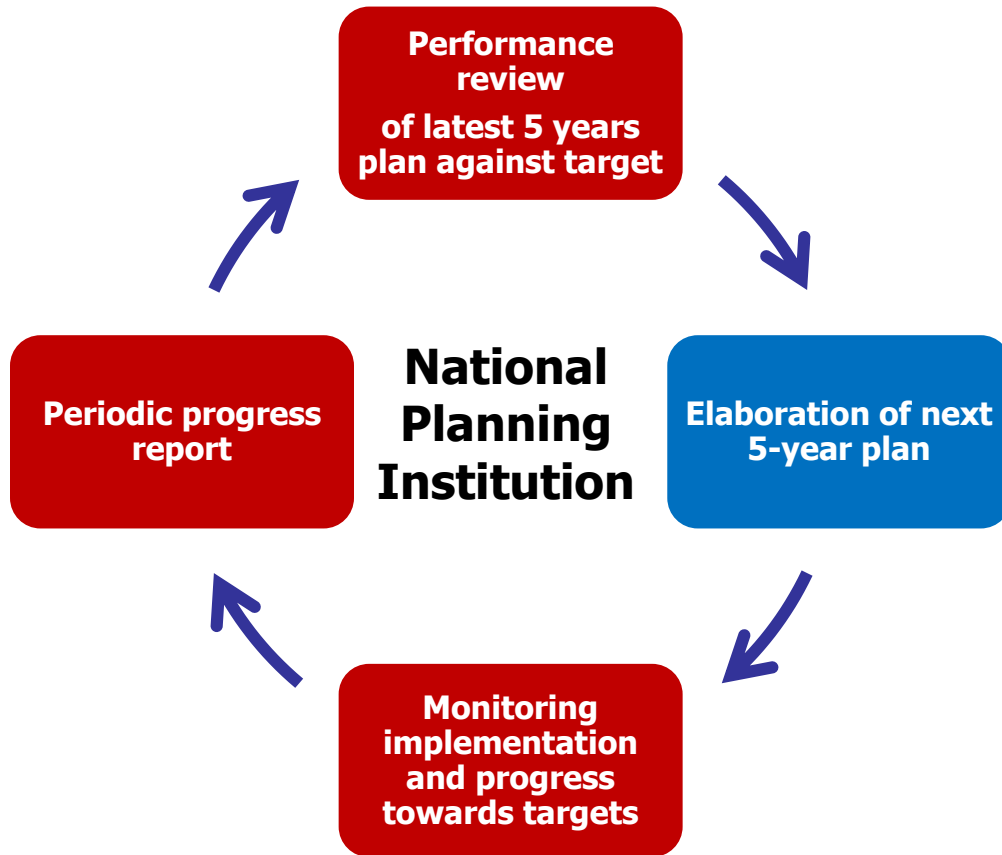 Performance
review
of latest 5 years
plan against target
Periodic progress
report
National
Planning
Institution
Elaboration of next
5-year plan
Monitoring
implementation
and progress
towards targets